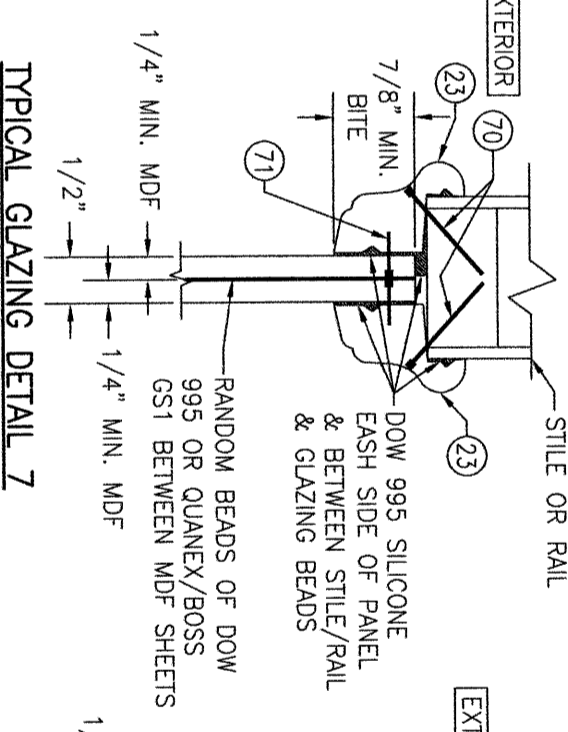 XTERIOR
STILE OR RAIL
23
70
7/8" MIN.
BITE
71
23
1/4" MIN. MDF
1/2"
1/4" MIN. MDF
DOW 995 SILICONE
EASH SIDE OF PANEL
& BETWEEN STILE/RAIL
& GLAZING BEADS
RANDOM BEADS OF DOW
995 OR QUANEX/BOSS
GS1 BETWEEN MDF SHEETS
TYPICAL GLAZING DETAIL 7
EXT
1/